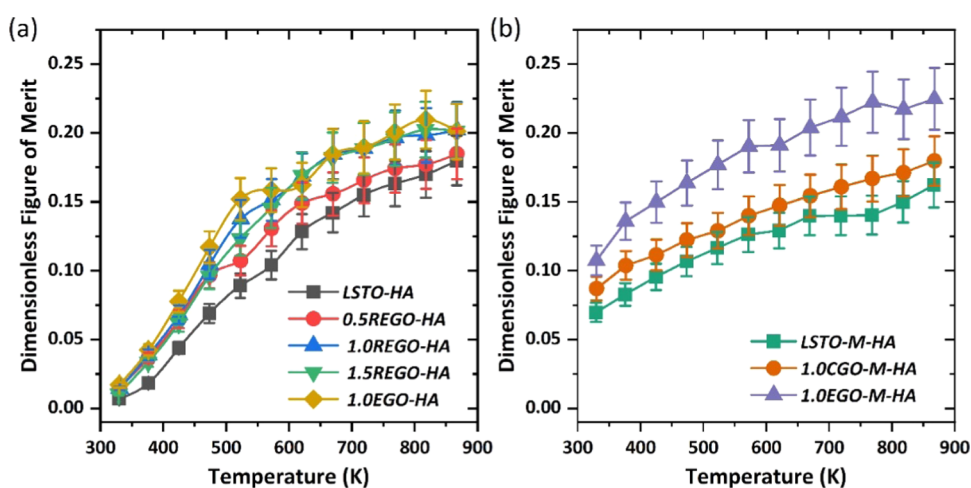 (a)
Dimensionless Figure of Merit
0.25
0.20
0.15
0.10
0.05
0.00
LSTO-HA
0.5REGO-HA
1.0REGO-HA
1.5REGO-HA
1.0EGO-HA
300 400 500 600 700 800 900
Temperature (K)
(b)
Dimensionless Figure of Merit
0.25
0.20
0.15
0.10
0.05
0.00
LSTO-M-HA
1.0CGO-M-HA
1.0EGO-M-HA
300 400 500 600 700 800 900
Temperature (K)